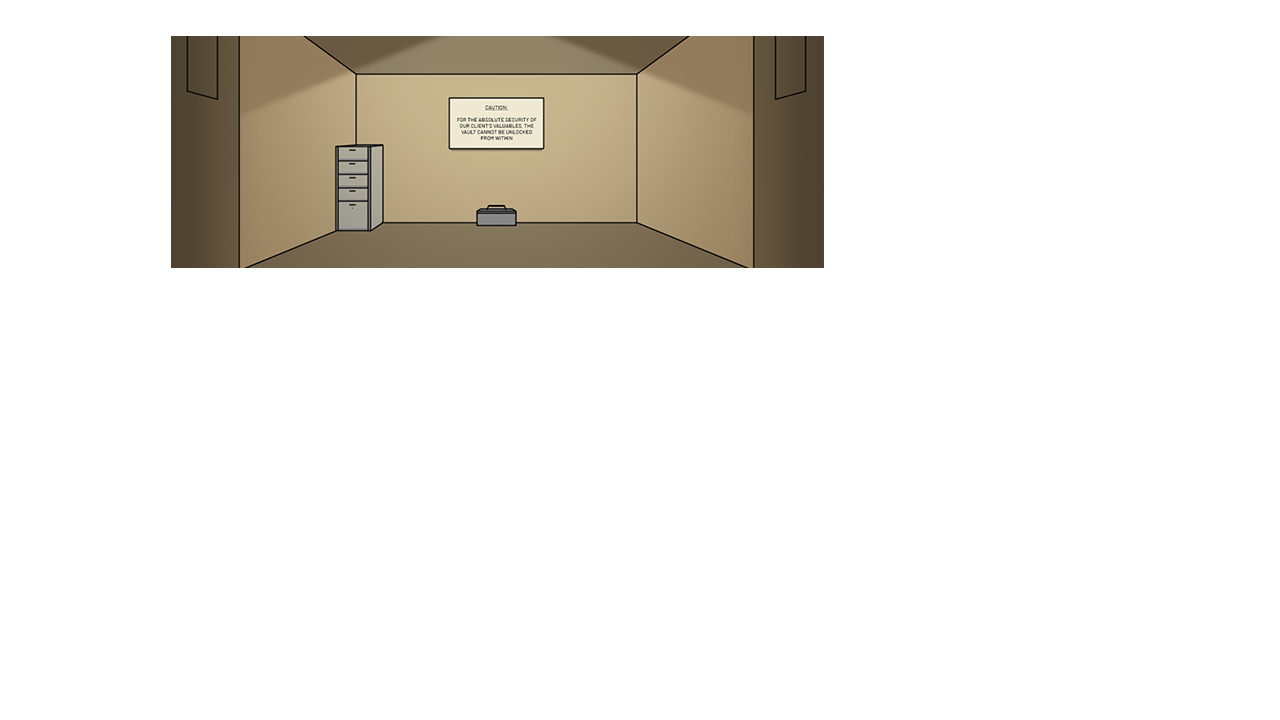 CAUTION:
FOR THE ABSOLUTE SECURITY OF
OUR CLIENT'S VALUABLES, THE
VAULT CANNOT BE UNLOCKED
FROM WITHIN